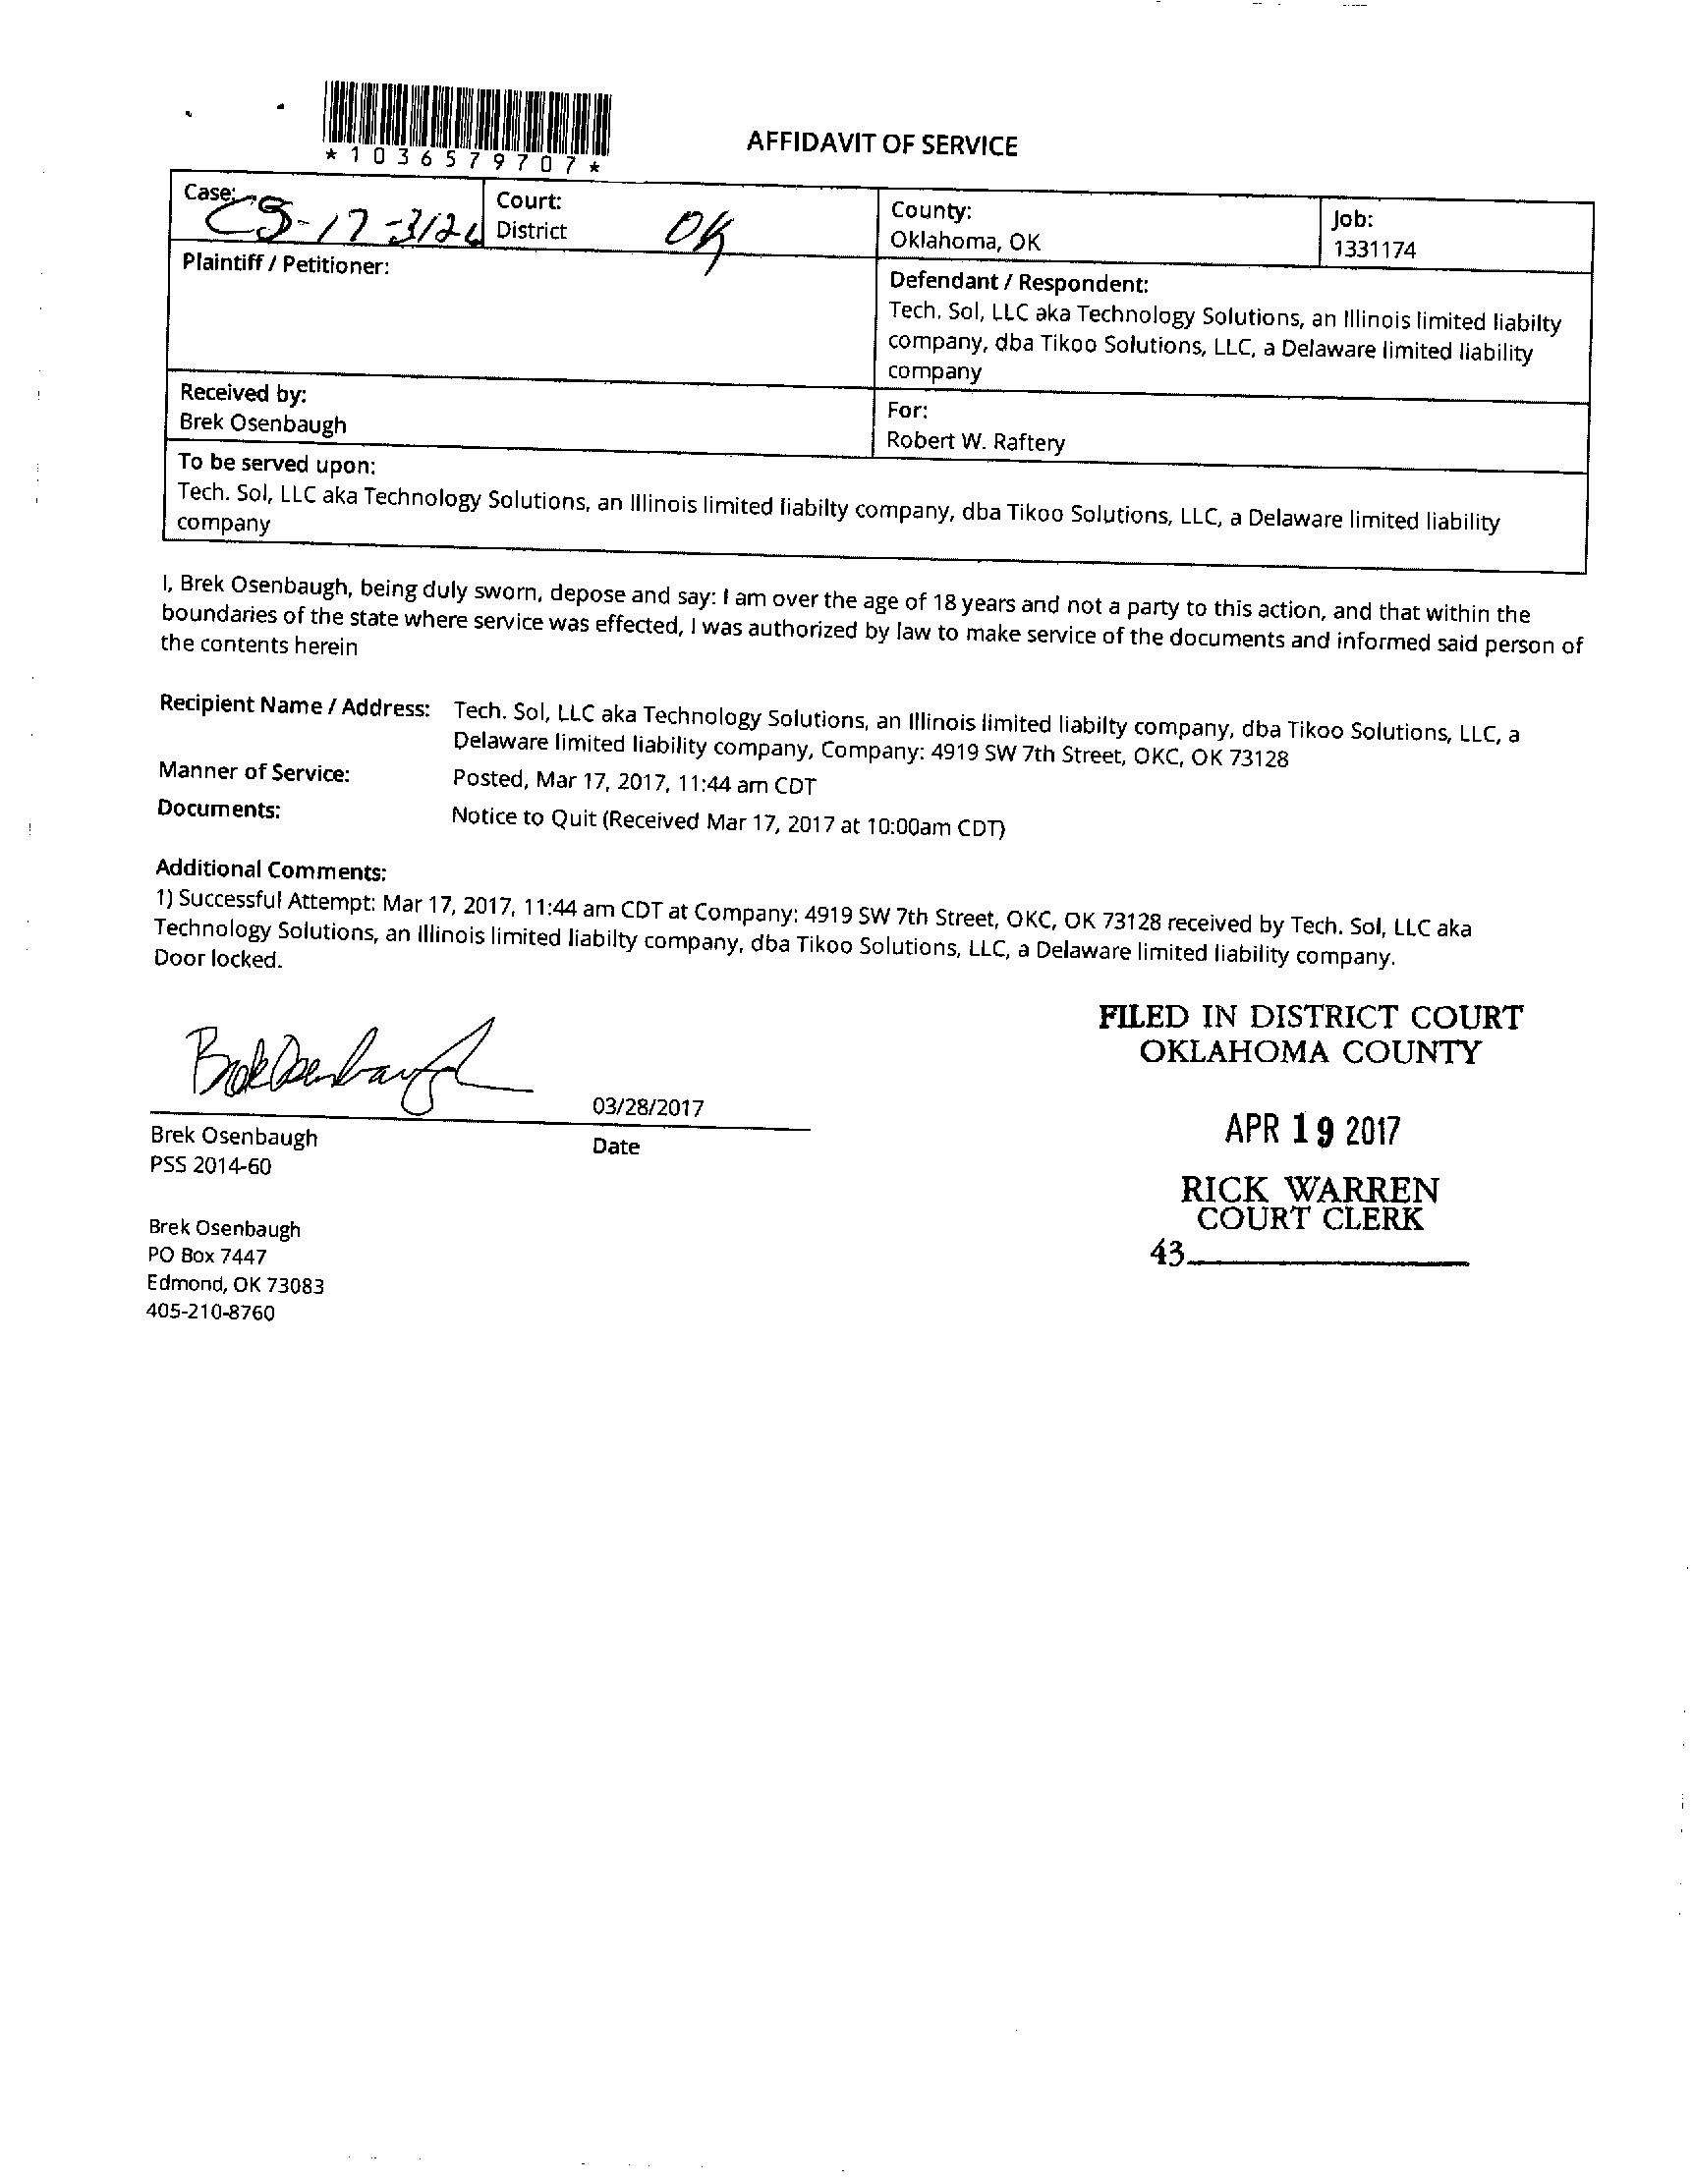 *1036579707*
AFFIDAVIT OF SERVICE
Case:
Court:
District
OK
County:
Oklahoma, OK
Job:
1331174
Plaintiff / Petitioner:
Defendant / Respondent:
Tech. Sol, LLC aka Technology Solutions, an Illinois limited liabilty
company, dba Tikoo Solutions, LLC, a Delaware limited liability
company
Received by:
Brek Osenbaugh
For:
Robert W. Raftery
To be served upon:
Tech. Sol, LLC aka Technology Solutions, an Illinois limited liabilty company, dba Tikoo Solutions, LLC, a Delaware limited liability
company
I, Brek Osenbaugh, being duly sworn, depose and say: I am over the age of 18 years and not a party to this action, and that within the
boundaries of the state where service was effected, I was authorized by law to make service of the documents and informed said person of
the contents herein
Recipient Name / Address: Tech. Sol, LLC aka Technology Solutions, an Illinois limited liabilty company, dba Tikoo Solutions, LLC, a
Delaware limited liability company, Company: 4919 SW 7th Street, OKC, OK 73128
Manner of Service: Posted, Mar 17, 2017, 11:44 am CDT
Documents: Notice to Quit (Received Mar 17, 2017 at 10:00am CDT)
Additional Comments:
1) Successful Attempt: Mar 17, 2017, 11:44 am CDT at Company: 4919 SW 7th Street, OKC, OK 73128 received by Tech. Sol, LLC aka
Technology Solutions, an Illinois limited liabilty company, dba Tikoo Solutions, LLC, a Delaware limited liability company.
Door locked.
FILED IN DISTRICT COURT
OKLAHOMA COUNTY
APR 19 2017
RICK WARREN
COURT CLERK
43
Brek Osenbaugh
03/28/2017
Brek Osenbaugh
Date
PSS 2014-60
Brek Osenbaugh
PO Box 7447
Edmond, OK 73083
405-210-8760